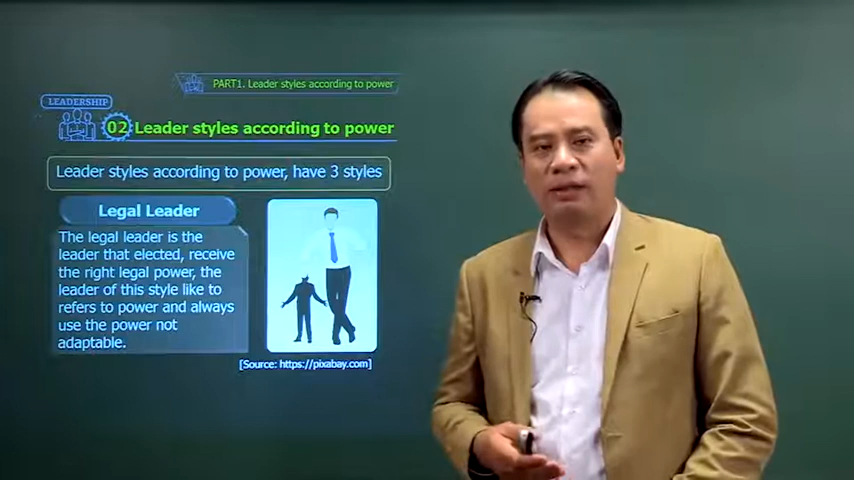 PART1. Leader styles according to power
LEADERSHIP
02 Leader styles according to power
Leader styles according to power, have 3 styles
Legal Leader
The legal leader is the
leader that elected, receive
the right legal power, the
leader of this style like to
refers to power and always
use the power not
adaptable.
[Source: https://pixabay.com]